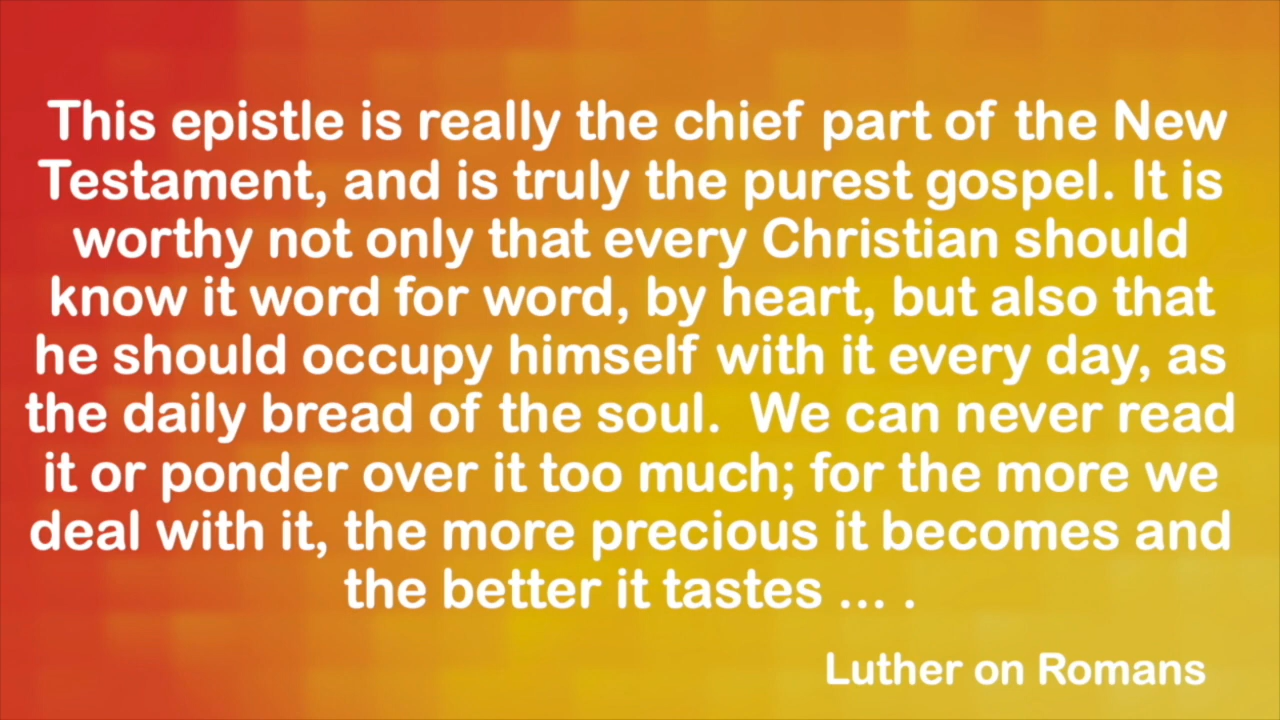 This epistle is really the chief part of the New
Testament, and is truly the purest gospel. It is
worthy not only that every Christian should
know it word for word, by heart, but also that
he should occupy himself with it every day, as
the daily bread of the soul.  We can never read
it or ponder over it too much; for the more we
deal with it, the more precious it becomes and
the better it tastes ... .
Luther on Romans